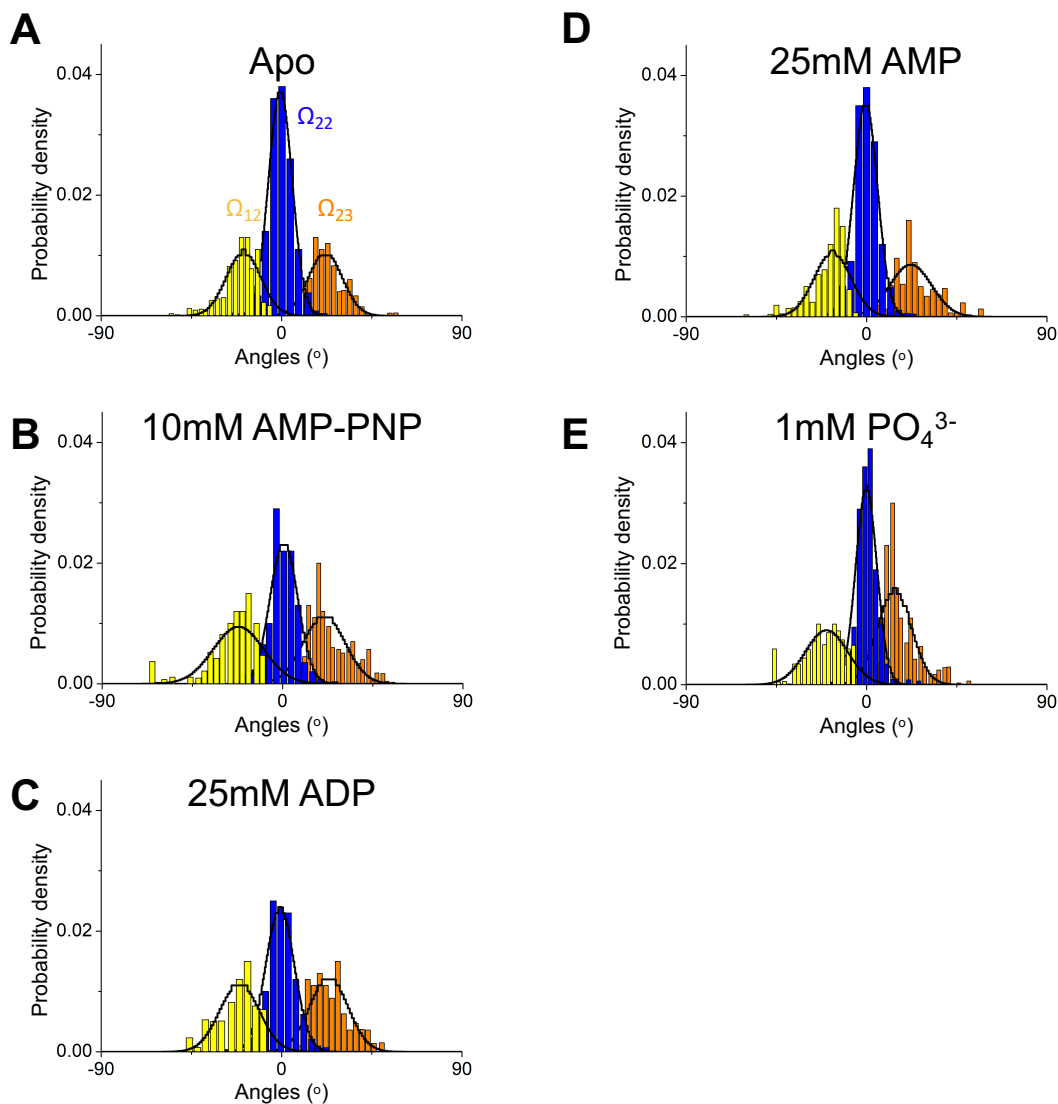 A
Apo
Probability density
0.04
0.02
0.00
Ω₁₂
Ω₂₂
Ω₂₃
-90
0
90
Angles (o)
B
10mM AMP-PNP
Probability density
0.04
0.02
0.00
-90
0
90
Angles (o)
C
25mM ADP
Probability density
0.04
0.02
0.00
-90
0
90
Angles (o)
D
25mM AMP
Probability density
0.04
0.02
0.00
-90
0
90
Angles (o)
E
1mM PO₄³⁻
Probability density
0.04
0.02
0.00
-90
0
90
Angles (o)